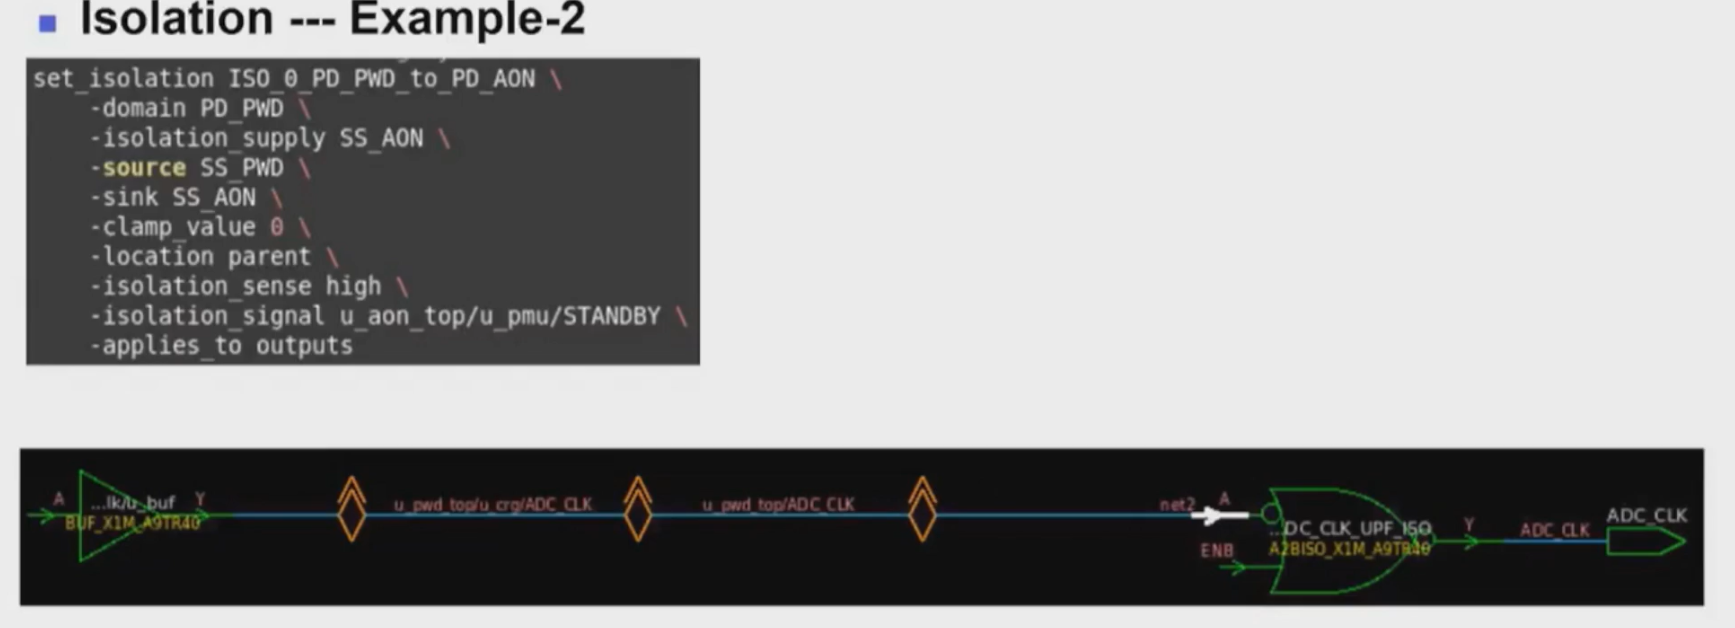 Isolation --- Example-2
set_isolation ISO_0_PD_PWD_to_PD_AON \
-domain PD_PWD \
-isolation_supply SS_AON \
-source SS_PWD \
-sink SS_AON \
-clamp_value 0 \
-location parent \
-isolation_sense high \
-isolation_signal u_aon_top/u_pmu/STANDBY \
-applies_to outputs
A ...lk/u_buf Y u_pwd_top/u_crg/ADC_CLK u_pwd_top/ADC_CLK net2 A
BUF_X1M_A9TR40
...DC_CLK_UPF_ISO Y ADC_CLK ADC_CLK
ENB A2BISO_X1M_A9TR40